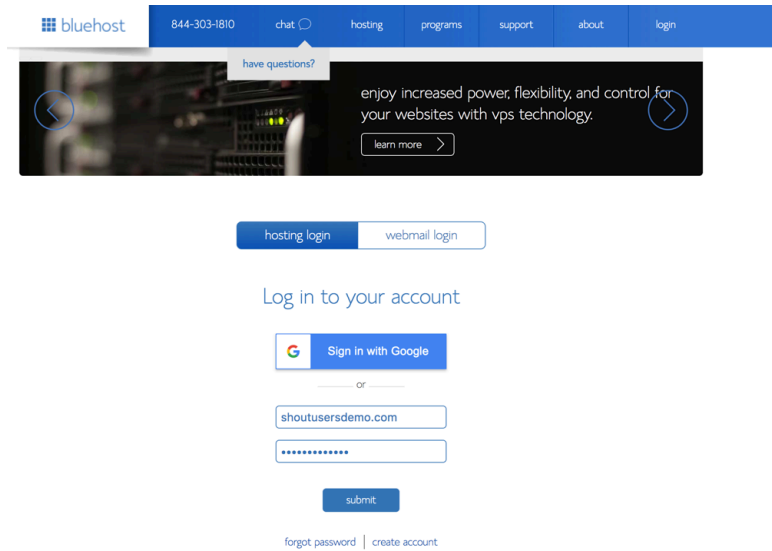 bluehost 844-303-1810 chat hosting programs support about login
have questions?
enjoy increased power, flexibility, and control for
your websites with vps technology.
learn more
hosting login webmail login
Log in to your account
G Sign in with Google
or
shoutusersdemo.com
•••••••••••••
submit
forgot password | create account